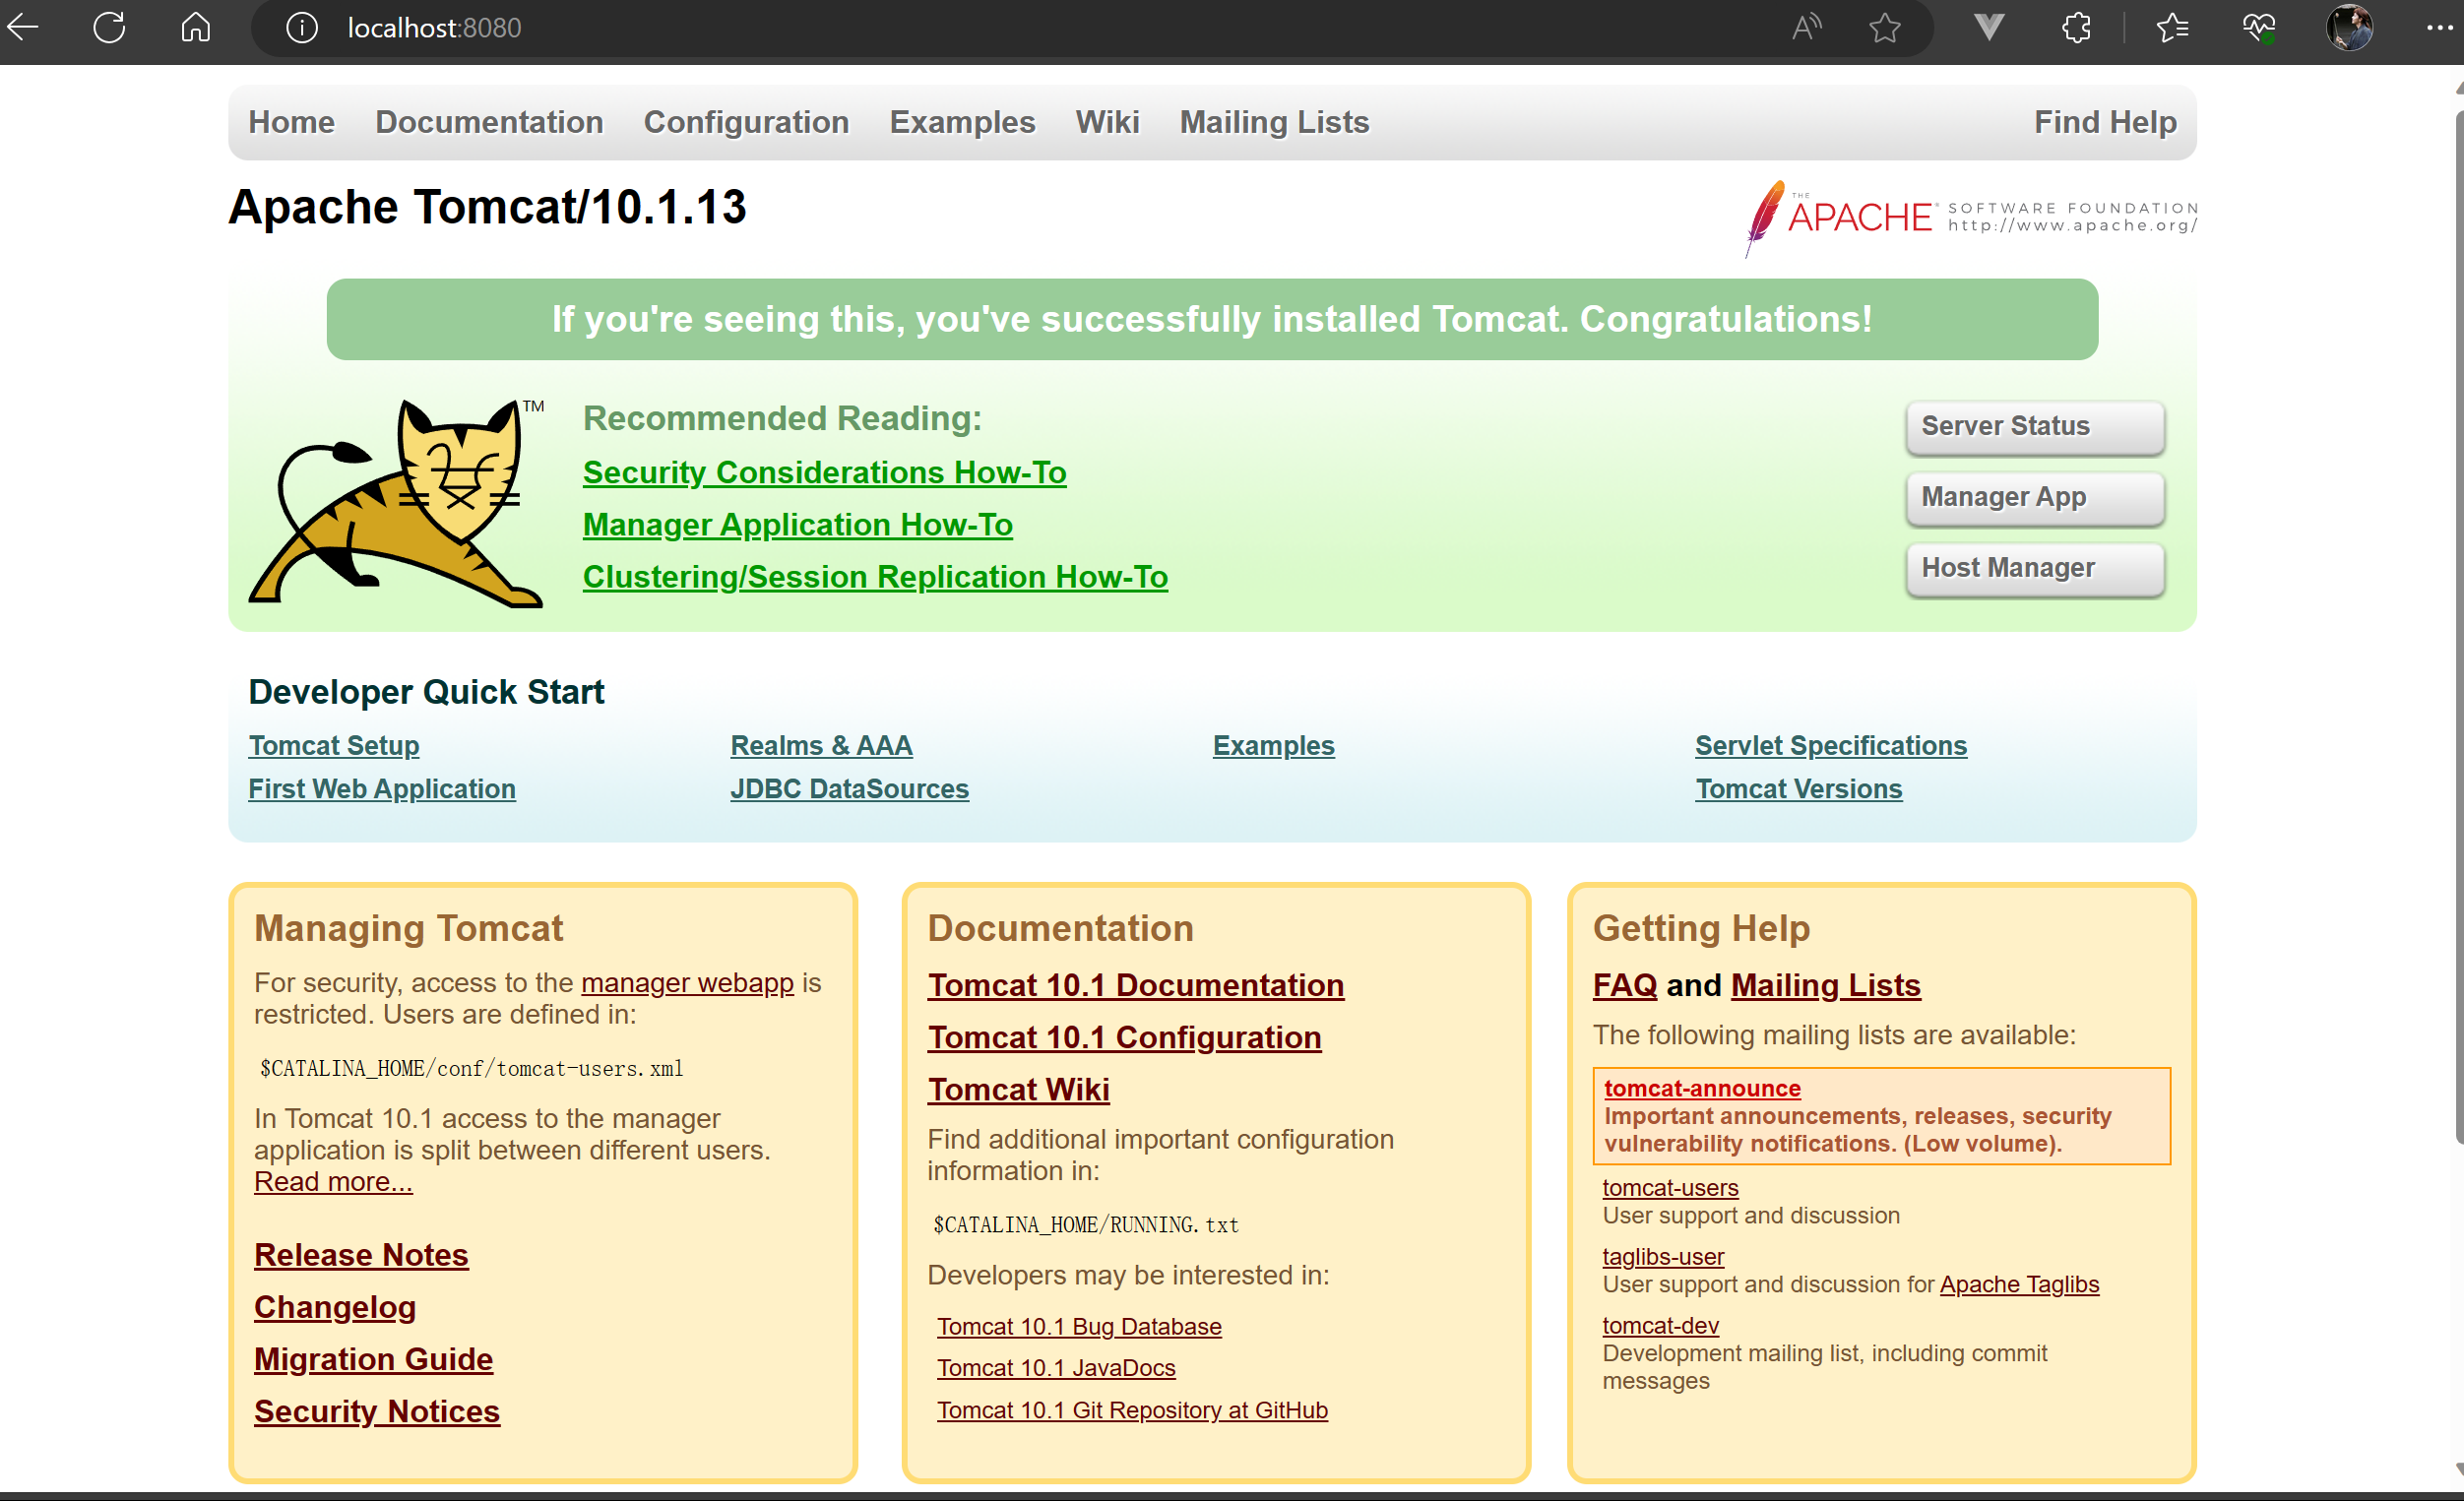 localhost:8080
Home Documentation Configuration Examples Wiki Mailing Lists Find Help
Apache Tomcat/10.1.13
THE APACHE® SOFTWARE FOUNDATION
http://www.apache.org/
If you're seeing this, you've successfully installed Tomcat. Congratulations!
TM
Recommended Reading:
Security Considerations How-To
Manager Application How-To
Clustering/Session Replication How-To
Server Status
Manager App
Host Manager
Developer Quick Start
Tomcat Setup
First Web Application
Realms & AAA
JDBC DataSources
Examples
Servlet Specifications
Tomcat Versions
Managing Tomcat
For security, access to the manager webapp is
restricted. Users are defined in:
$CATALINA_HOME/conf/tomcat-users.xml
In Tomcat 10.1 access to the manager
application is split between different users.
Read more...
Release Notes
Changelog
Migration Guide
Security Notices
Documentation
Tomcat 10.1 Documentation
Tomcat 10.1 Configuration
Tomcat Wiki
Find additional important configuration
information in:
$CATALINA_HOME/RUNNING.txt
Developers may be interested in:
Tomcat 10.1 Bug Database
Tomcat 10.1 JavaDocs
Tomcat 10.1 Git Repository at GitHub
Getting Help
FAQ and Mailing Lists
The following mailing lists are available:
tomcat-announce
Important announcements, releases, security
vulnerability notifications. (Low volume).
tomcat-users
User support and discussion
taglibs-user
User support and discussion for Apache Taglibs
tomcat-dev
Development mailing list, including commit
messages